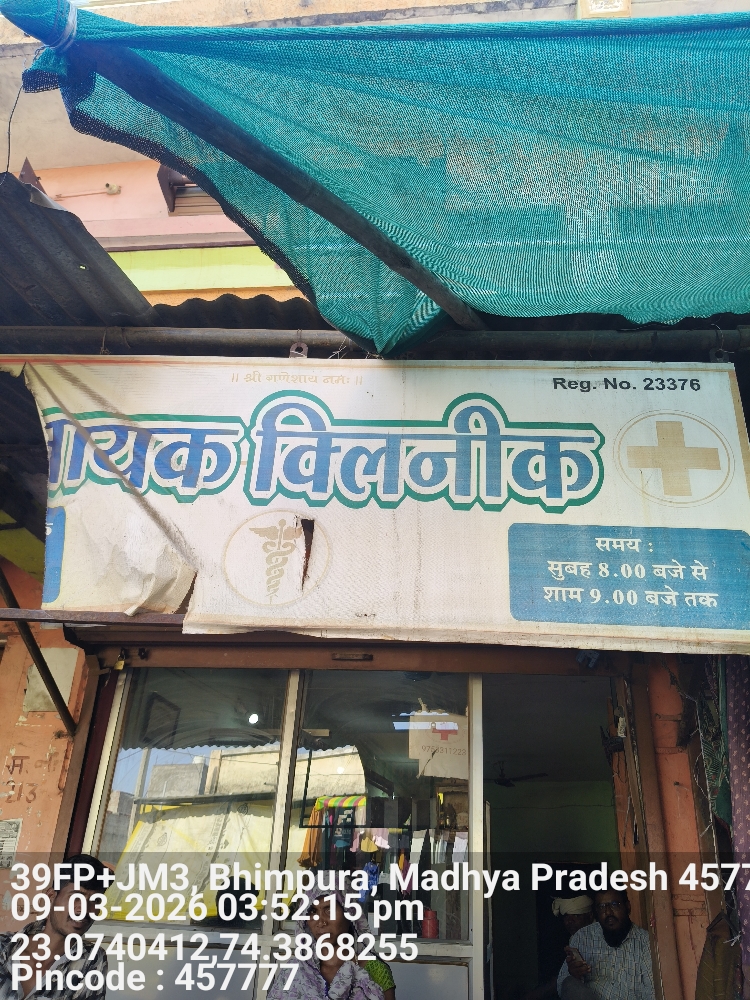 || श्री गणेशाय नमः ||
Reg. No. 23376
ायक क्लिनीक
समय :
सुबह 8.00 बजे से
शाम 9.00 बजे तक
39FP+JM3, Bhimpura, Madhya Pradesh 4577
09-03-2026 03:52:15 pm
23.0740412,74.3868255
Pincode : 457777